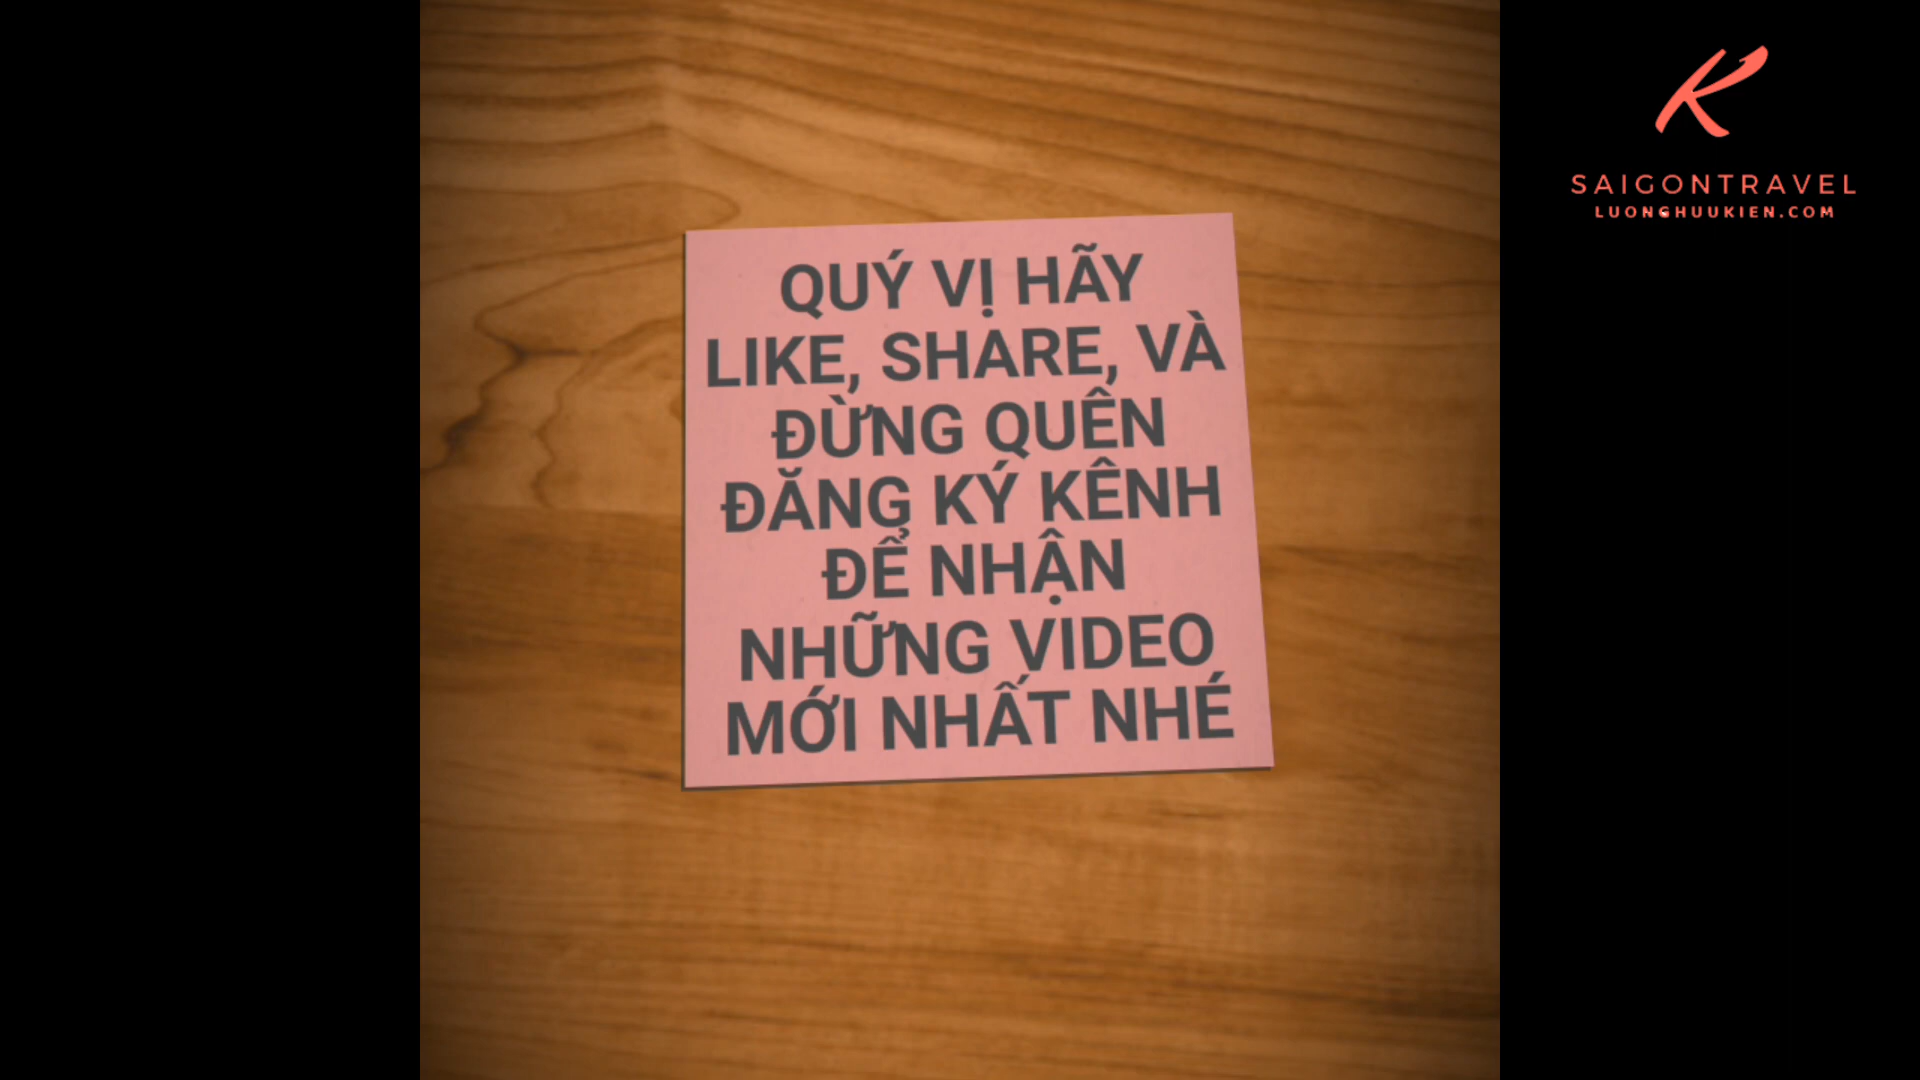 QUÝ VỊ HÃY
LIKE, SHARE, VÀ
ĐỪNG QUÊN
ĐĂNG KÝ KÊNH
ĐỂ NHẬN
NHỮNG VIDEO
MỚI NHẤT NHÉ
K
SAIGONTRAVEL
LUONGHUUKIEN.COM